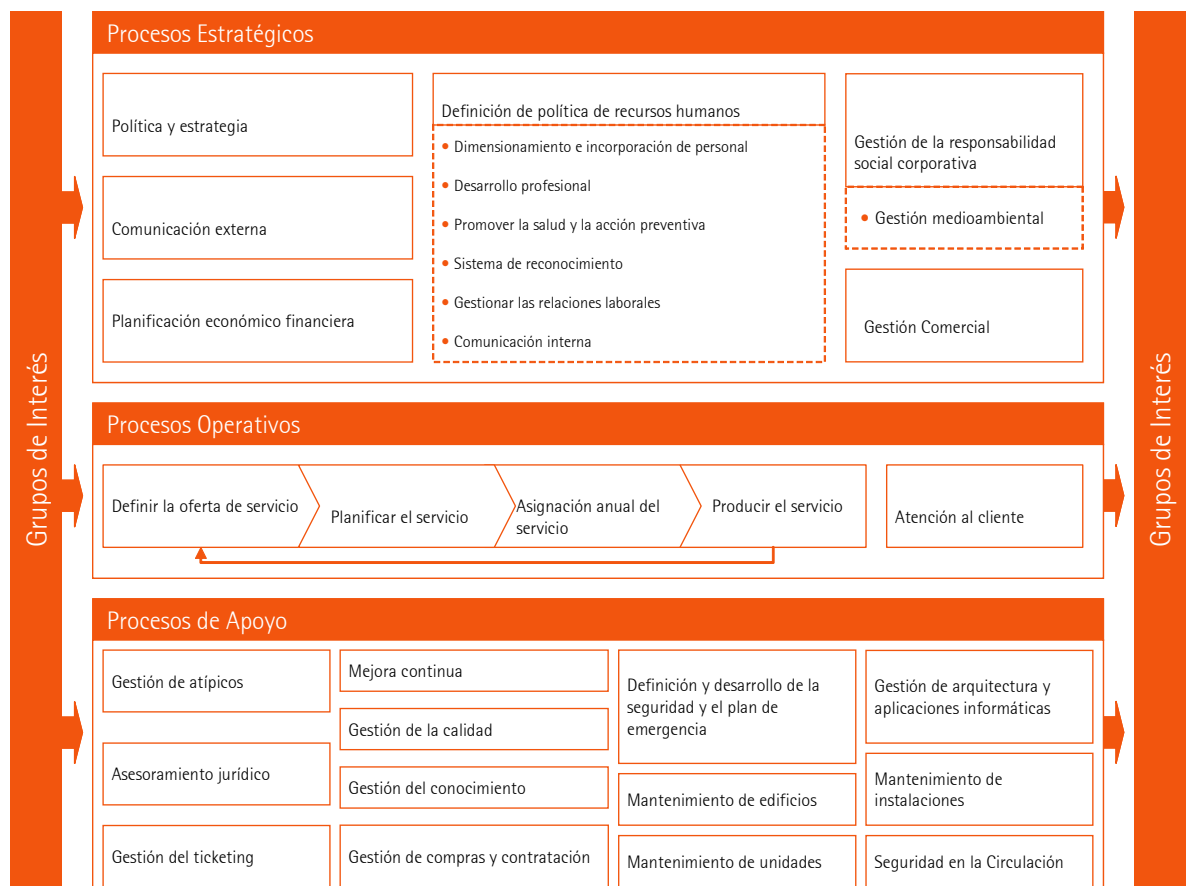 Grupos de Interés
Procesos Estratégicos
Política y estrategia
Comunicación externa
Planificación económico financiera
Definición de política de recursos humanos
• Dimensionamiento e incorporación de personal
• Desarrollo profesional
• Promover la salud y la acción preventiva
• Sistema de reconocimiento
• Gestionar las relaciones laborales
• Comunicación interna
Gestión de la responsabilidad
social corporativa
• Gestión medioambiental
Gestión Comercial
Procesos Operativos
Definir la oferta de servicio
Planificar el servicio
Asignación anual del
servicio
Producir el servicio
Atención al cliente
Procesos de Apoyo
Gestión de atípicos
Asesoramiento jurídico
Gestión del ticketing
Mejora continua
Gestión de la calidad
Gestión del conocimiento
Gestión de compras y contratación
Definición y desarrollo de la
seguridad y el plan de
emergencia
Mantenimiento de edificios
Mantenimiento de unidades
Gestión de arquitectura y
aplicaciones informáticas
Mantenimiento de
instalaciones
Seguridad en la Circulación
Grupos de Interés